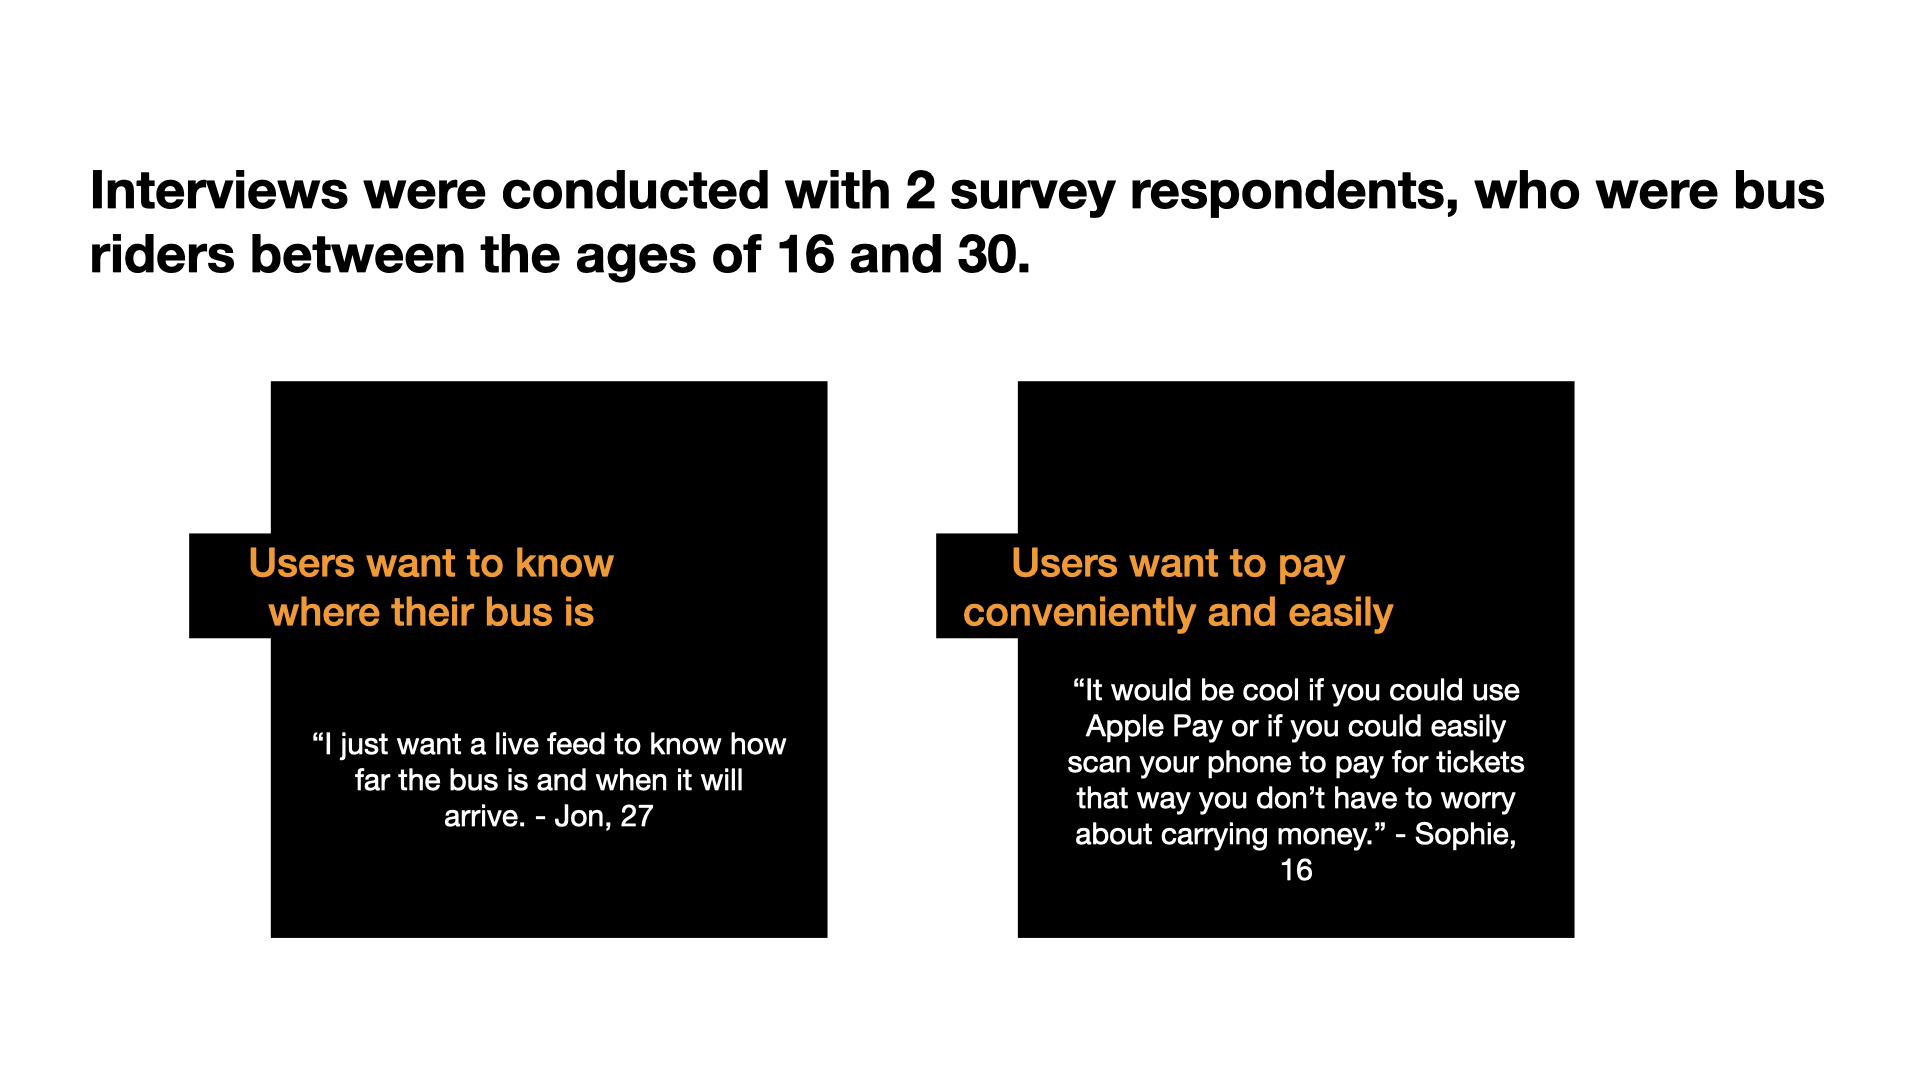 Interviews were conducted with 2 survey respondents, who were bus
riders between the ages of 16 and 30.
Users want to know
where their bus is
“I just want a live feed to know how
far the bus is and when it will
arrive. - Jon, 27
Users want to pay
conveniently and easily
“It would be cool if you could use
Apple Pay or if you could easily
scan your phone to pay for tickets
that way you don’t have to worry
about carrying money.” - Sophie,
16